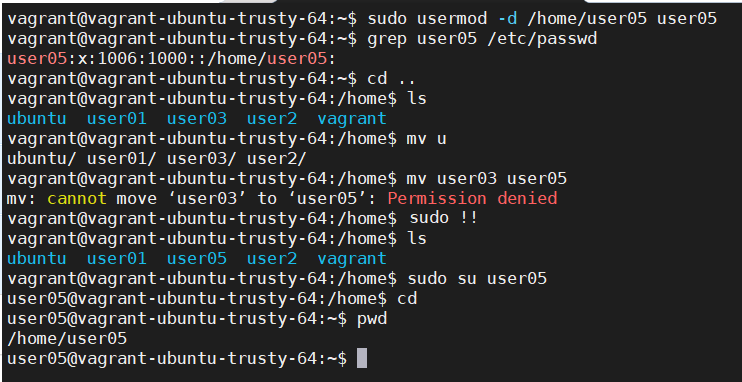 vagrant@vagrant-ubuntu-trusty-64:~$ sudo usermod -d /home/user05 user05
vagrant@vagrant-ubuntu-trusty-64:~$ grep user05 /etc/passwd
user05:x:1006:1000::/home/user05:
vagrant@vagrant-ubuntu-trusty-64:~$ cd ..
vagrant@vagrant-ubuntu-trusty-64:/home$ ls
ubuntu  user01  user03  user2  vagrant
vagrant@vagrant-ubuntu-trusty-64:/home$ mv u
ubuntu/ user01/ user03/ user2/
vagrant@vagrant-ubuntu-trusty-64:/home$ mv user03 user05
mv: cannot move ‘user03’ to ‘user05’: Permission denied
vagrant@vagrant-ubuntu-trusty-64:/home$ sudo !!
vagrant@vagrant-ubuntu-trusty-64:/home$ ls
ubuntu  user01  user05  user2  vagrant
vagrant@vagrant-ubuntu-trusty-64:/home$ sudo su user05
user05@vagrant-ubuntu-trusty-64:/home$ cd
user05@vagrant-ubuntu-trusty-64:~$ pwd
/home/user05
user05@vagrant-ubuntu-trusty-64:~$